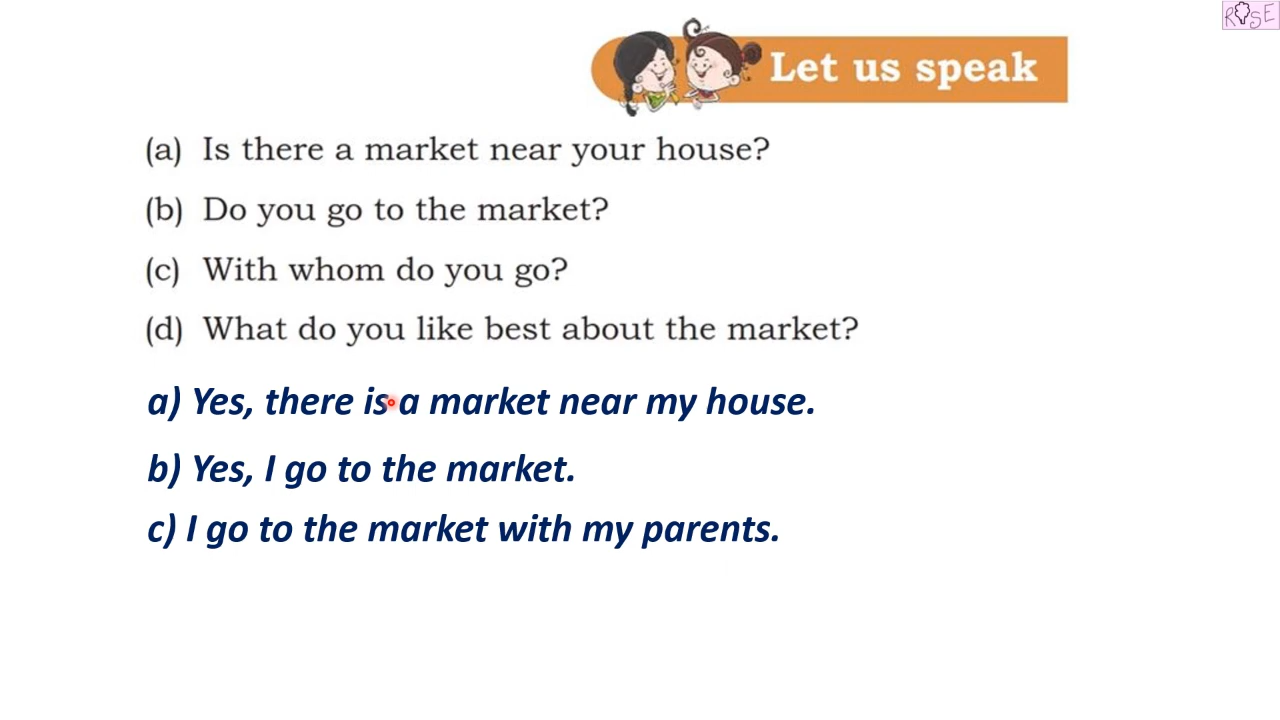 ROSE
Let us speak
(a) Is there a market near your house?
(b) Do you go to the market?
(c) With whom do you go?
(d) What do you like best about the market?
a) Yes, there is a market near my house.
b) Yes, I go to the market.
c) I go to the market with my parents.